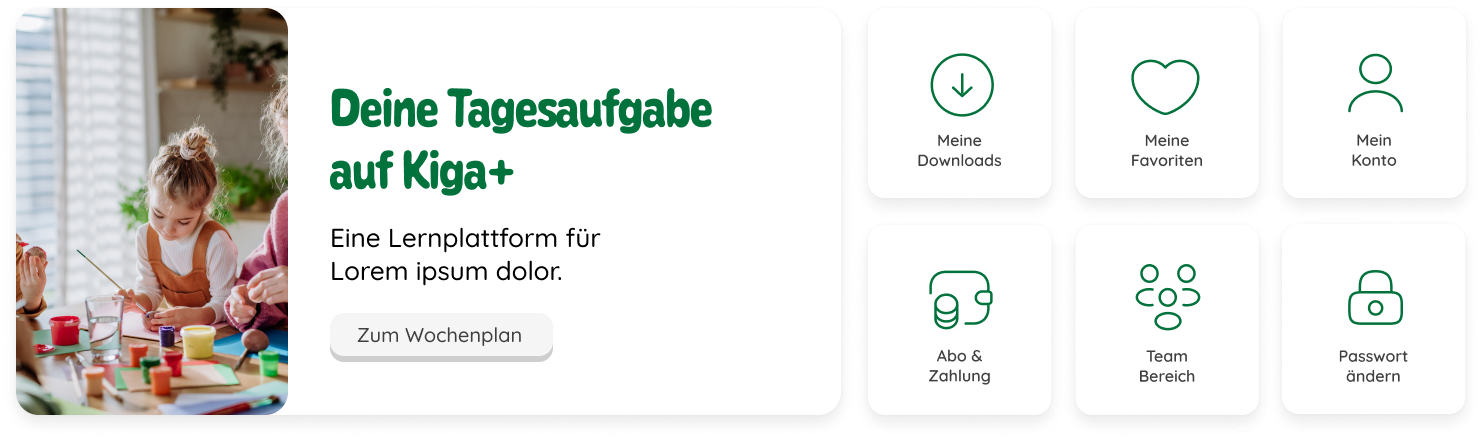 Deine Tagesaufgabe
auf Kiga+
Eine Lernplattform für
Lorem ipsum dolor.
Zum Wochenplan
Meine
Downloads
Meine
Favoriten
Mein
Konto
Abo &
Zahlung
Team
Bereich
Passwort
ändern